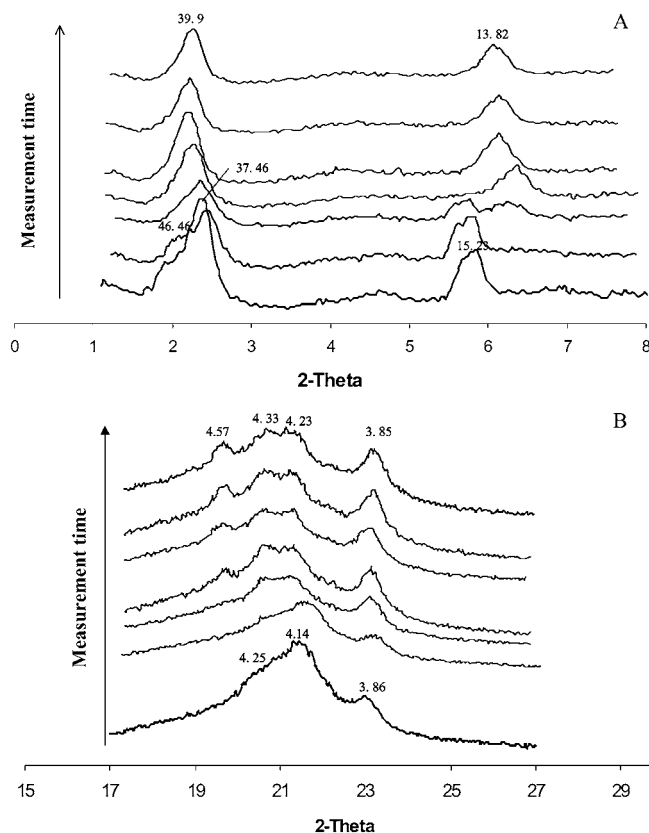 A
39. 9
13. 82
37. 46
46. 46
15. 23
Measurement time
0 1 2 3 4 5 6 7 8
2-Theta
B
4.57 4. 33 4. 23 3. 85
4. 25 4.14 3. 86
Measurement time
15 17 19 21 23 25 27 29
2-Theta